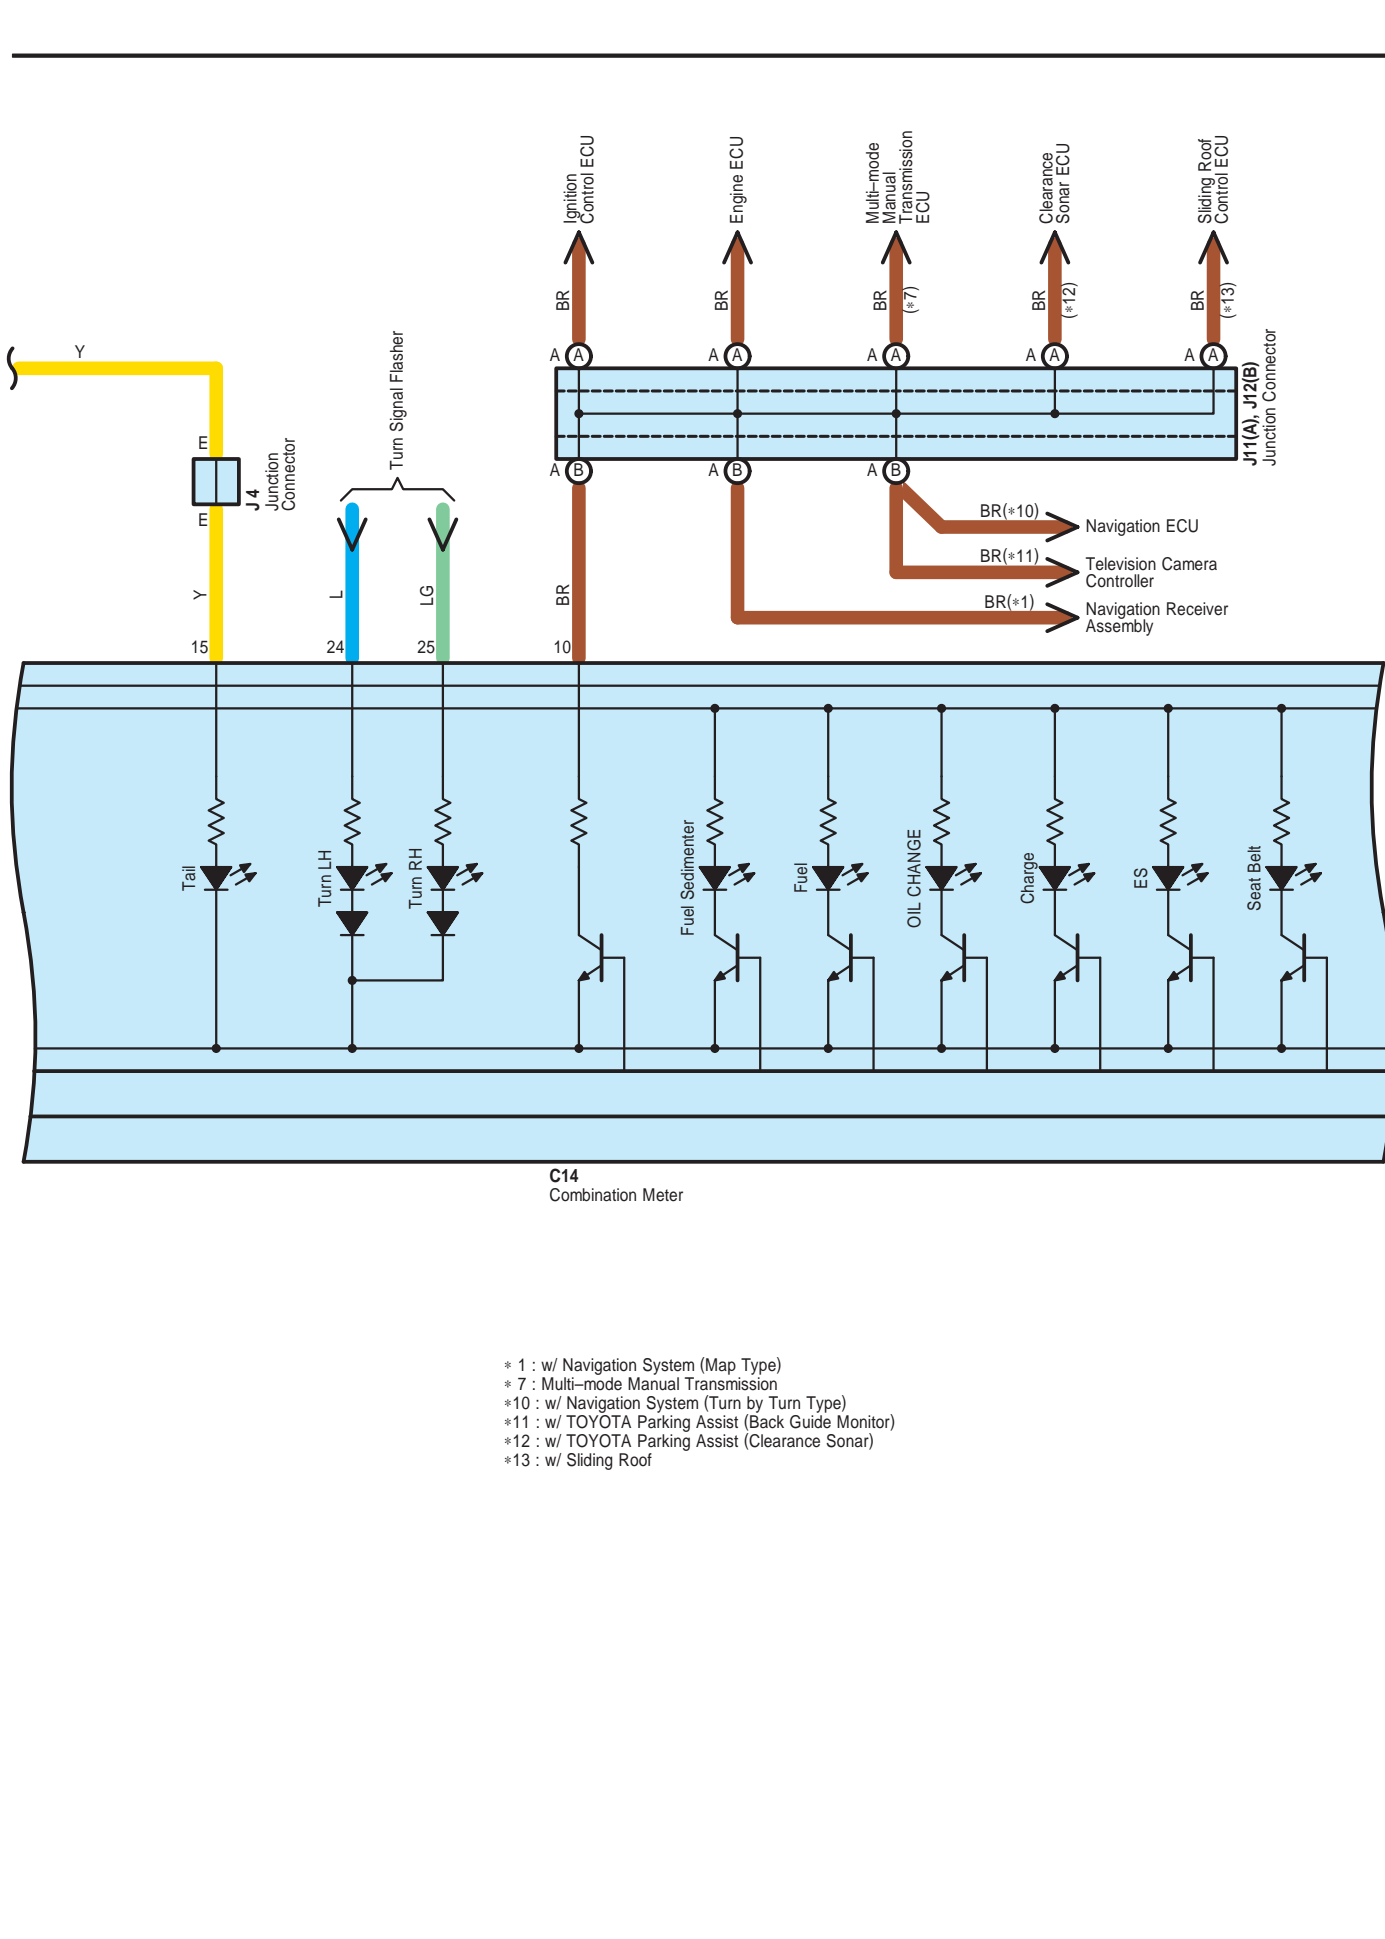 Ignition
Control ECU
Engine ECU
Multi–mode
Manual
Transmission
ECU
Clearance
Sonar ECU
Sliding Roof
Control ECU
BR
BR
BR
(*7)
BR
(*12)
BR
(*13)
A A
A A
A A
A A
A A
J11(A), J12(B)
Junction Connector
A B
A B
A B
Y
E
J 4
Junction
Connector
E
Turn Signal Flasher
BR(*10)
Navigation ECU
BR(*11)
Television Camera
Controller
BR(*1)
Navigation Receiver
Assembly
Y
L
LG
BR
15
24
25
10
Tail
Turn LH
Turn RH
Fuel Sedimenter
Fuel
OIL CHANGE
Charge
ES
Seat Belt
C14
Combination Meter
* 1 : w/ Navigation System (Map Type)
* 7 : Multi–mode Manual Transmission
*10 : w/ Navigation System (Turn by Turn Type)
*11 : w/ TOYOTA Parking Assist (Back Guide Monitor)
*12 : w/ TOYOTA Parking Assist (Clearance Sonar)
*13 : w/ Sliding Roof